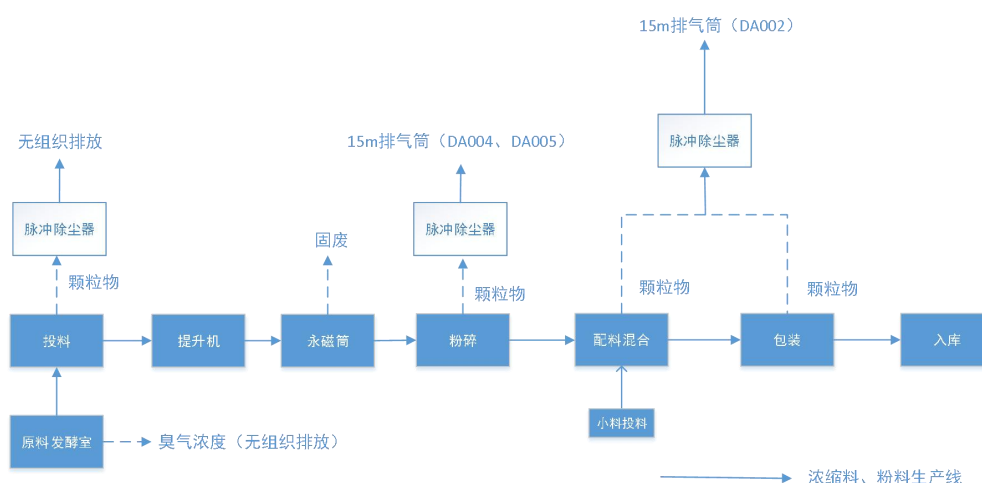 15m排气筒（DA002）
无组织排放
15m排气筒（DA004、DA005）
脉冲除尘器
脉冲除尘器
脉冲除尘器
固废
颗粒物
颗粒物
颗粒物
颗粒物
投料
提升机
永磁筒
粉碎
配料混合
包装
入库
小料投料
原料发酵室
臭气浓度（无组织排放）
浓缩料、粉料生产线